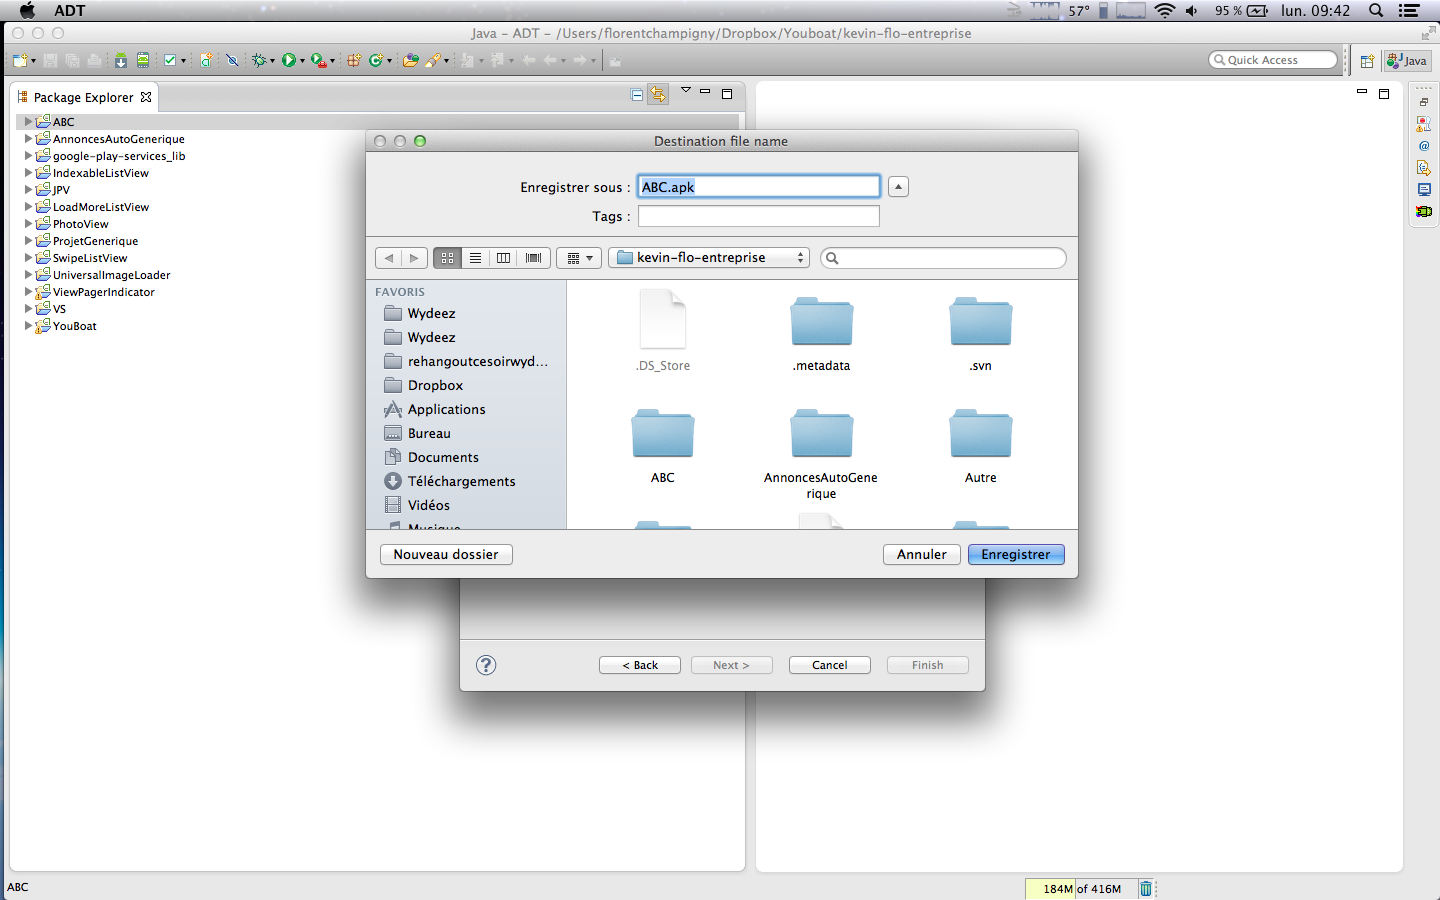 ADT
57°
95 %
lun. 09:42
Java – ADT – /Users/florentchampigny/Dropbox/Youboat/kevin-flo-entreprise
Quick Access
Java
Package Explorer
ABC
AnnoncesAutoGenerique
google-play-services_lib
IndexableListView
JPV
LoadMoreListView
PhotoView
ProjetGenerique
SwipeListView
UniversalImageLoader
ViewPagerIndicator
VS
YouBoat
Destination file name
Enregistrer sous :
ABC.apk
Tags :
kevin-flo-entreprise
FAVORIS
Wydeez
Wydeez
rehangoutcesoirwyd...
Dropbox
Applications
Bureau
Documents
Téléchargements
Vidéos
Musique
.DS_Store
.metadata
.svn
ABC
AnnoncesAutoGene
rique
Autre
Nouveau dossier
Annuler
Enregistrer
?
< Back
Next >
Cancel
Finish
ABC
184M of 416M